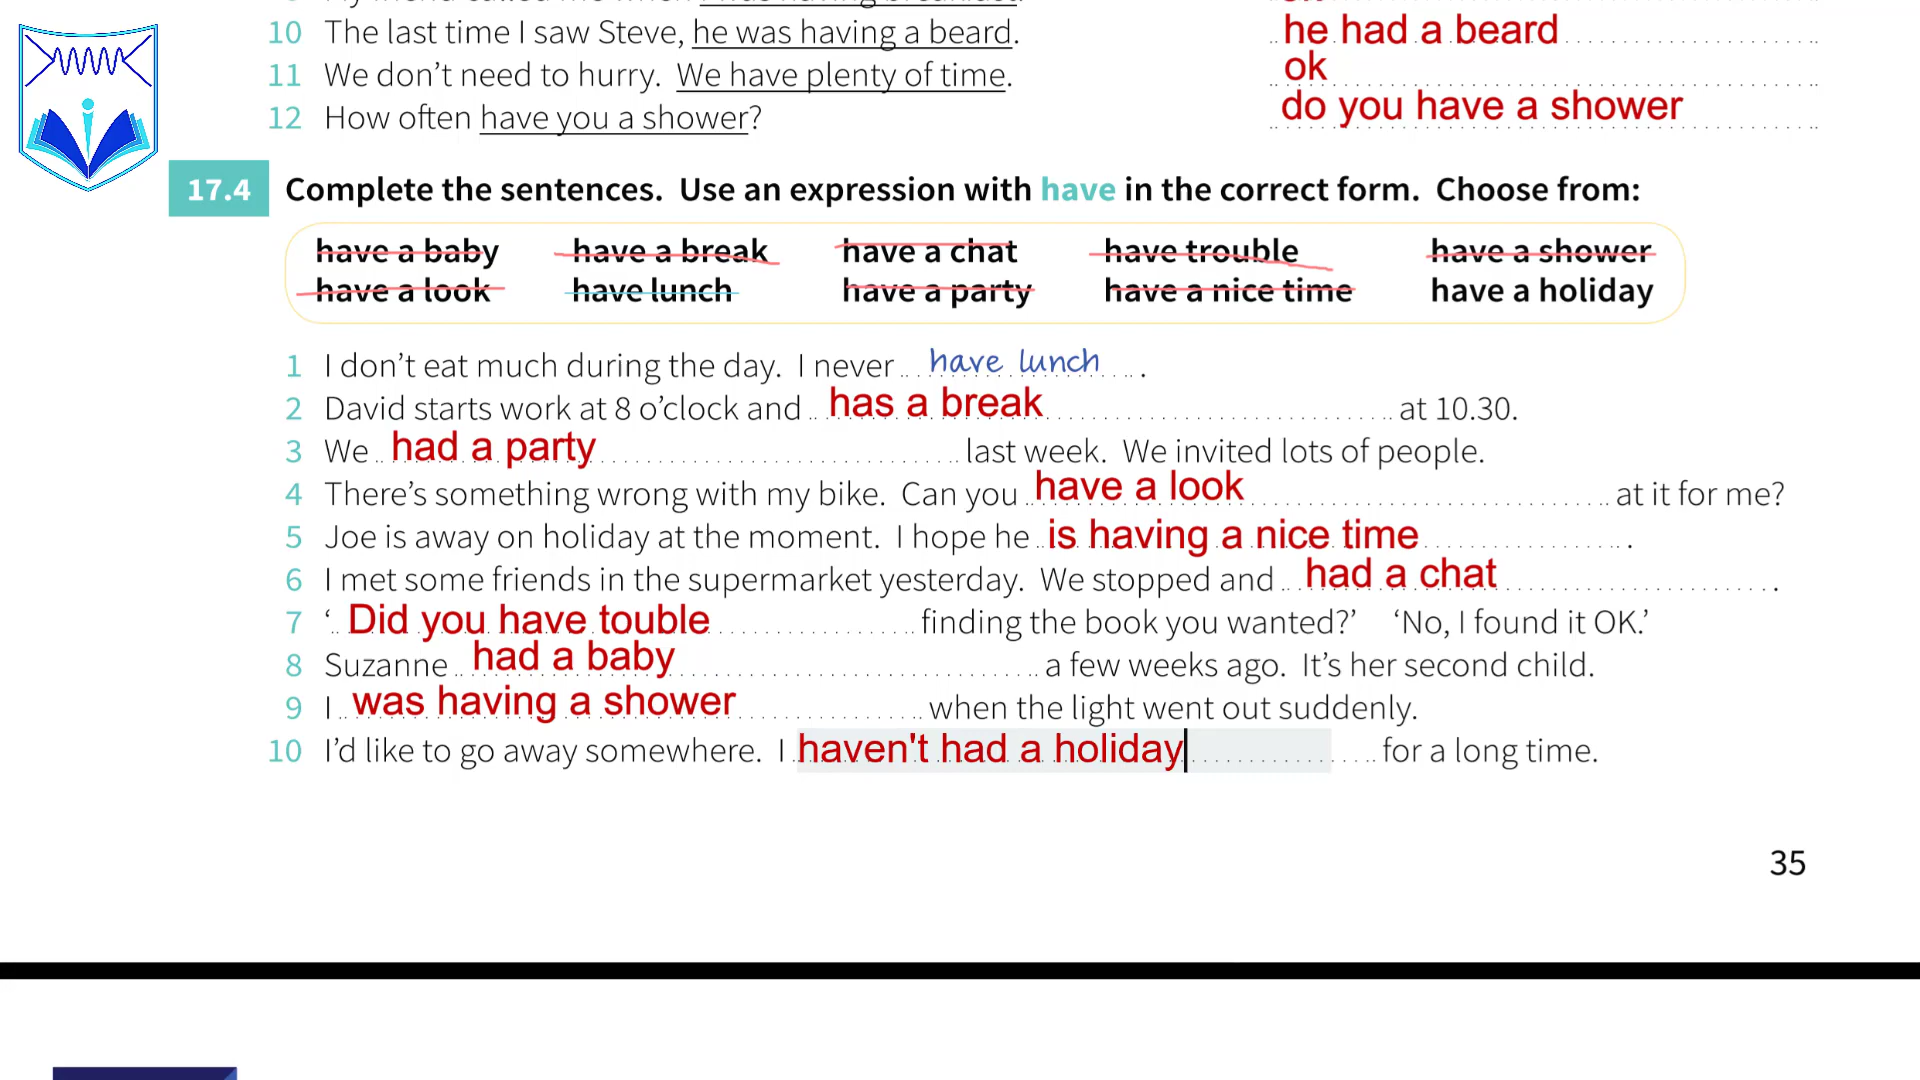 10 The last time I saw Steve, he was having a beard. he had a beard
11 We don't need to hurry. We have plenty of time. ok
12 How often have you a shower? do you have a shower
17.4 Complete the sentences. Use an expression with have in the correct form. Choose from:
have a baby have a break have a chat have trouble have a shower
have a look have lunch have a party have a nice time have a holiday
1 I don't eat much during the day. I never have lunch.
2 David starts work at 8 o'clock and has a break at 10.30.
3 We had a party last week. We invited lots of people.
4 There's something wrong with my bike. Can you have a look at it for me?
5 Joe is away on holiday at the moment. I hope he is having a nice time.
6 I met some friends in the supermarket yesterday. We stopped and had a chat.
7 ‘Did you have touble finding the book you wanted?’ ‘No, I found it OK.’
8 Suzanne had a baby a few weeks ago. It's her second child.
9 I was having a shower when the light went out suddenly.
10 I'd like to go away somewhere. I haven't had a holiday for a long time.
35